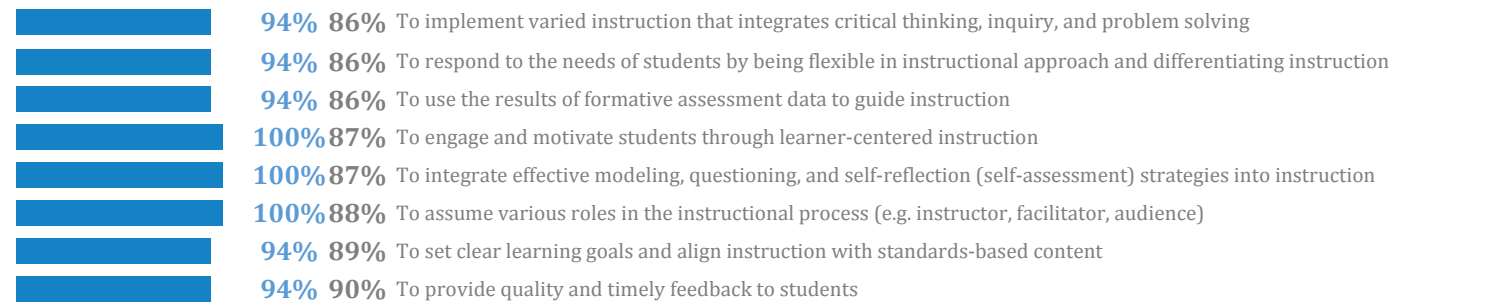 94% 86% To implement varied instruction that integrates critical thinking, inquiry, and problem solving
94% 86% To respond to the needs of students by being flexible in instructional approach and differentiating instruction
94% 86% To use the results of formative assessment data to guide instruction
100% 87% To engage and motivate students through learner-centered instruction
100% 87% To integrate effective modeling, questioning, and self-reflection (self-assessment) strategies into instruction
100% 88% To assume various roles in the instructional process (e.g. instructor, facilitator, audience)
94% 89% To set clear learning goals and align instruction with standards-based content
94% 90% To provide quality and timely feedback to students